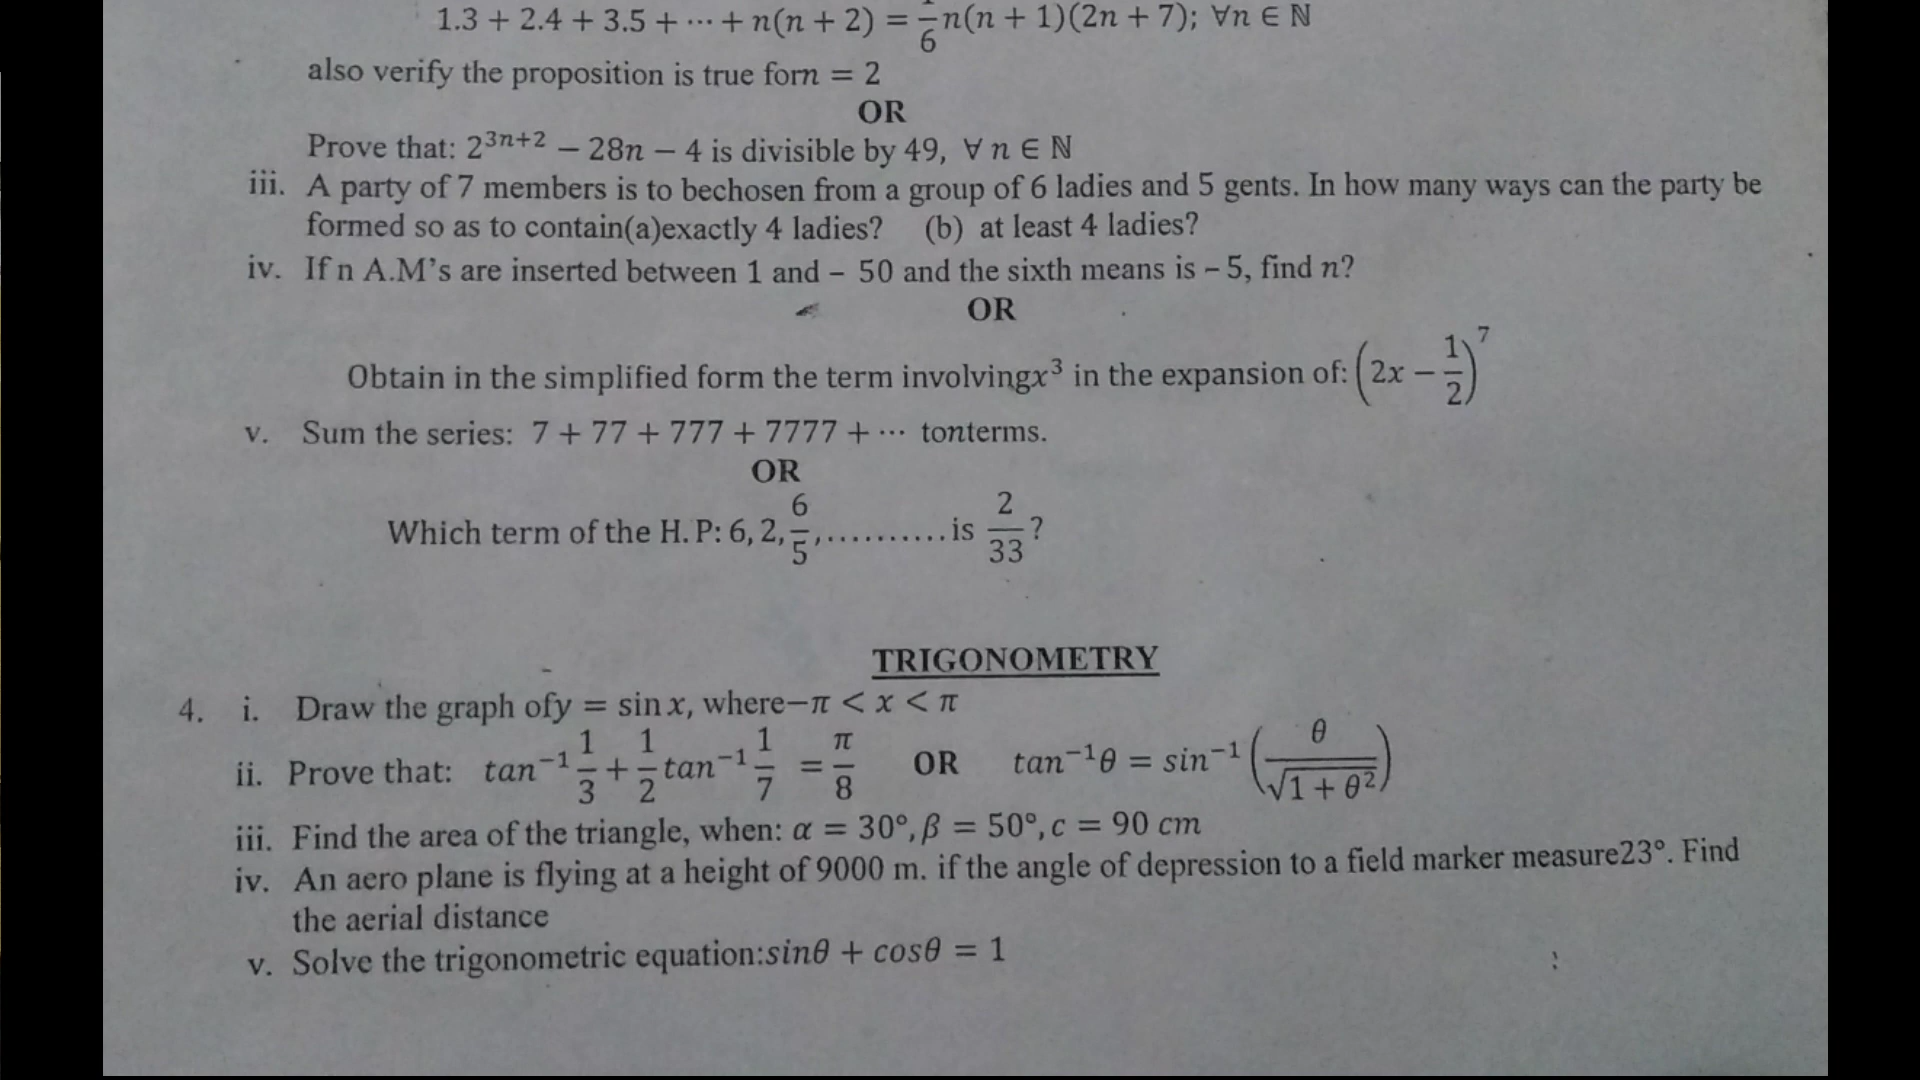 1.3 + 2.4 + 3.5 + ⋯ + n(n + 2) = 1/6 n(n + 1)(2n + 7); ∀n ∈ ℕ
also verify the proposition is true forn = 2
OR
Prove that: 2^(3n+2) − 28n − 4 is divisible by 49, ∀ n ∈ ℕ
iii. A party of 7 members is to bechosen from a group of 6 ladies and 5 gents. In how many ways can the party be
formed so as to contain(a)exactly 4 ladies? (b) at least 4 ladies?
iv. If n A.M's are inserted between 1 and – 50 and the sixth means is – 5, find n?
OR
Obtain in the simplified form the term involvingx³ in the expansion of: (2x − 1/2)⁷
v. Sum the series: 7 + 77 + 777 + 7777 + ⋯ tonterms.
OR
Which term of the H. P: 6, 2, 6/5, .......... is 2/33 ?
TRIGONOMETRY
4. i. Draw the graph ofy = sin x, where−π < x < π
ii. Prove that: tan⁻¹ 1/3 + 1/2 tan⁻¹ 1/7 = π/8 OR tan⁻¹θ = sin⁻¹(θ/√(1 + θ²))
iii. Find the area of the triangle, when: α = 30°, β = 50°, c = 90 cm
iv. An aero plane is flying at a height of 9000 m. if the angle of depression to a field marker measure23°. Find
the aerial distance
v. Solve the trigonometric equation:sinθ + cosθ = 1